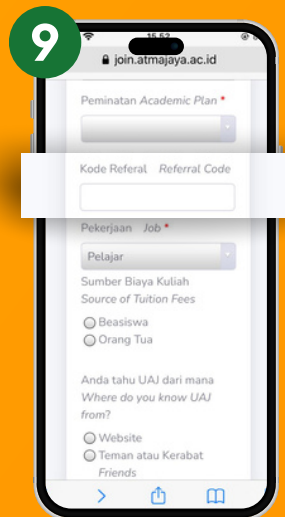 9
15.52
join.atmajaya.ac.id
Peminatan Academic Plan *
Kode Referal Referral Code
Pekerjaan Job *
Pelajar
Sumber Biaya Kuliah
Source of Tuition Fees
Beasiswa
Orang Tua
Anda tahu UAJ dari mana
Where do you know UAJ
from?
Website
Teman atau Kerabat
Friends